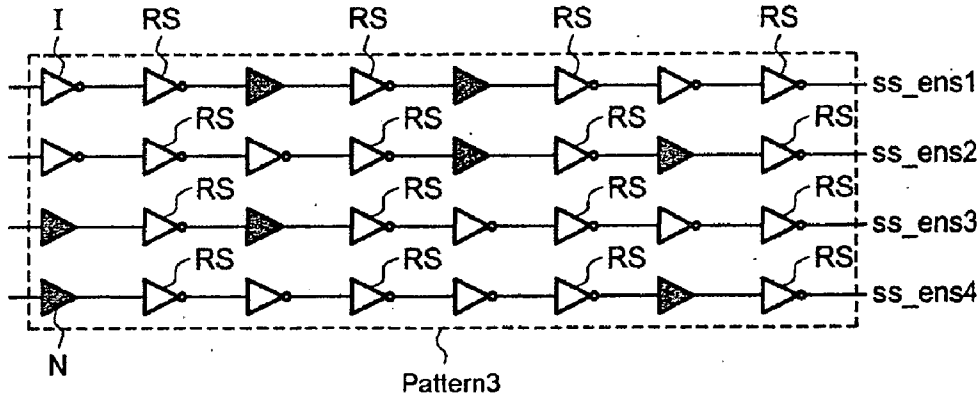 I RS RS RS RS
ss_ens1
RS RS RS RS
ss_ens2
RS RS RS RS
ss_ens3
RS RS RS RS
ss_ens4
N
Pattern3